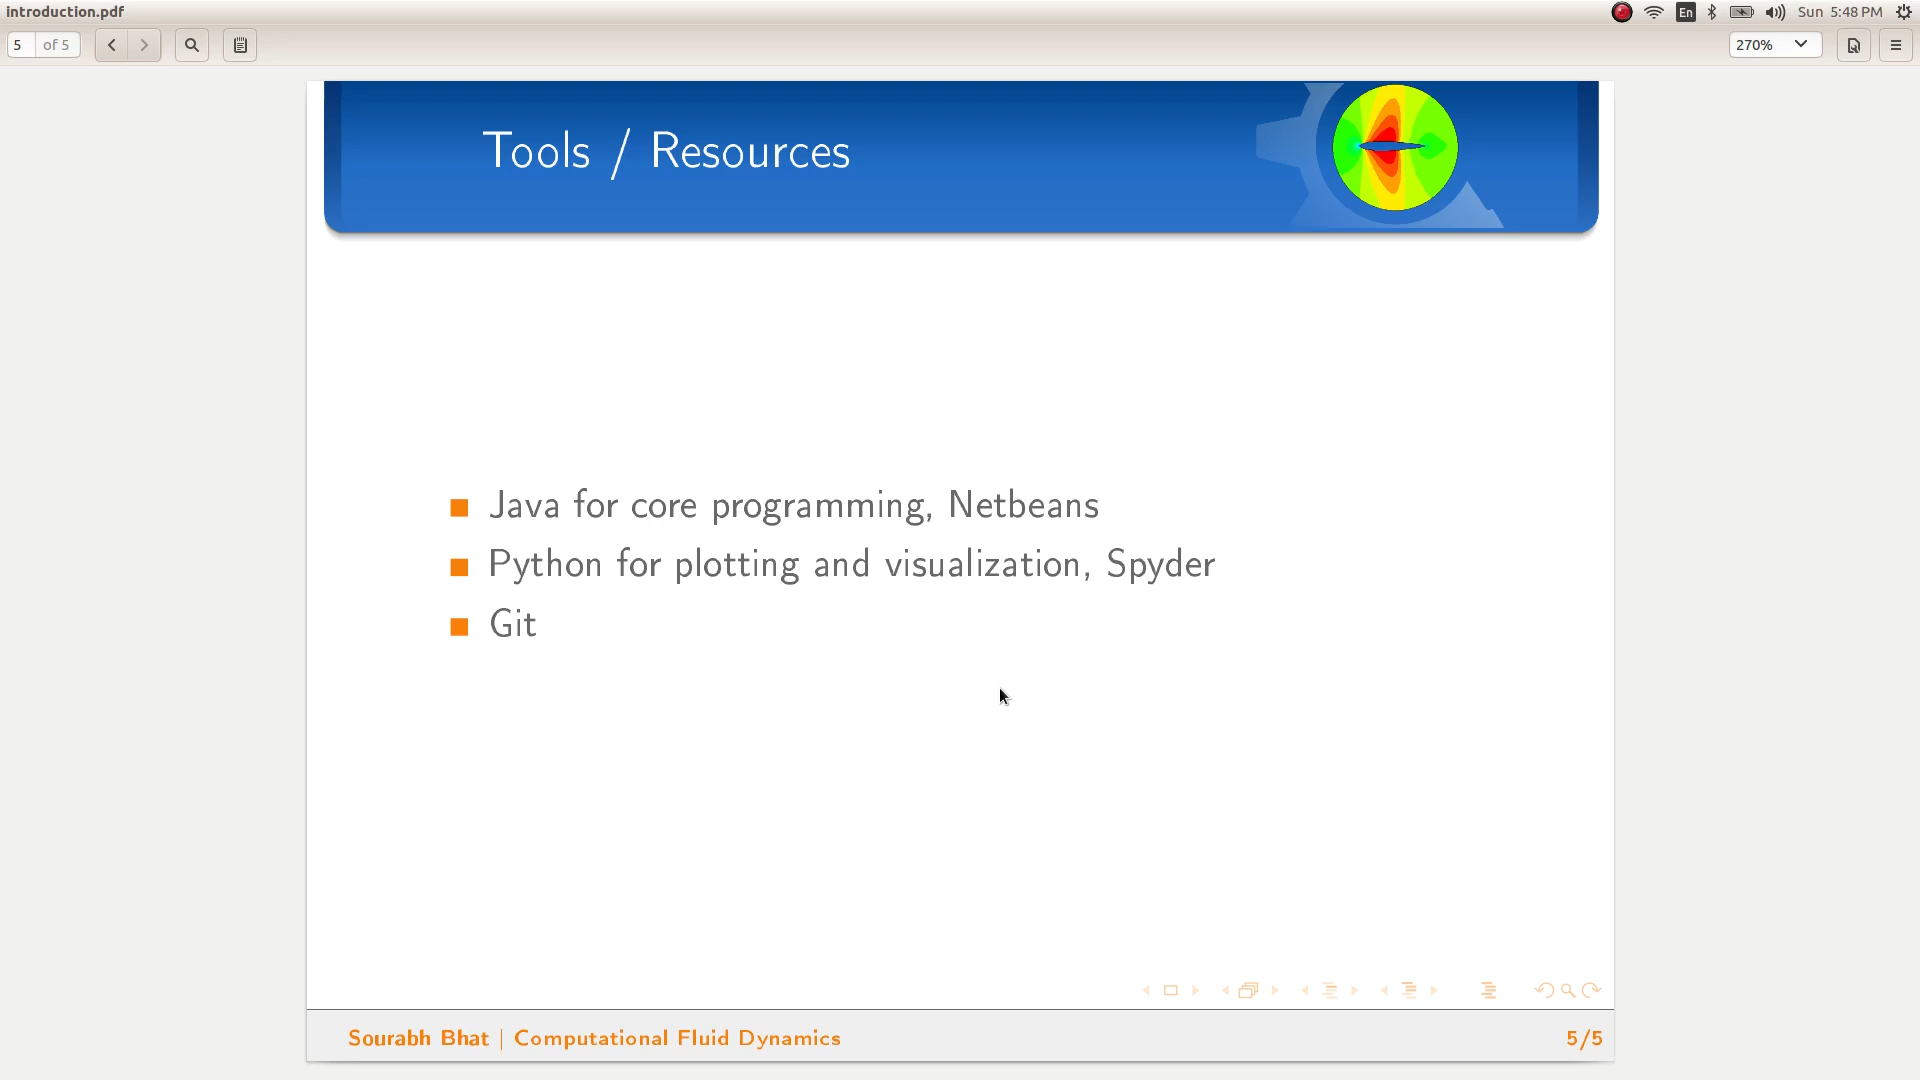 introduction.pdf
En
Sun 5:48 PM
5 of 5
270%
Tools / Resources
Java for core programming, Netbeans
Python for plotting and visualization, Spyder
Git
Sourabh Bhat | Computational Fluid Dynamics
5/5